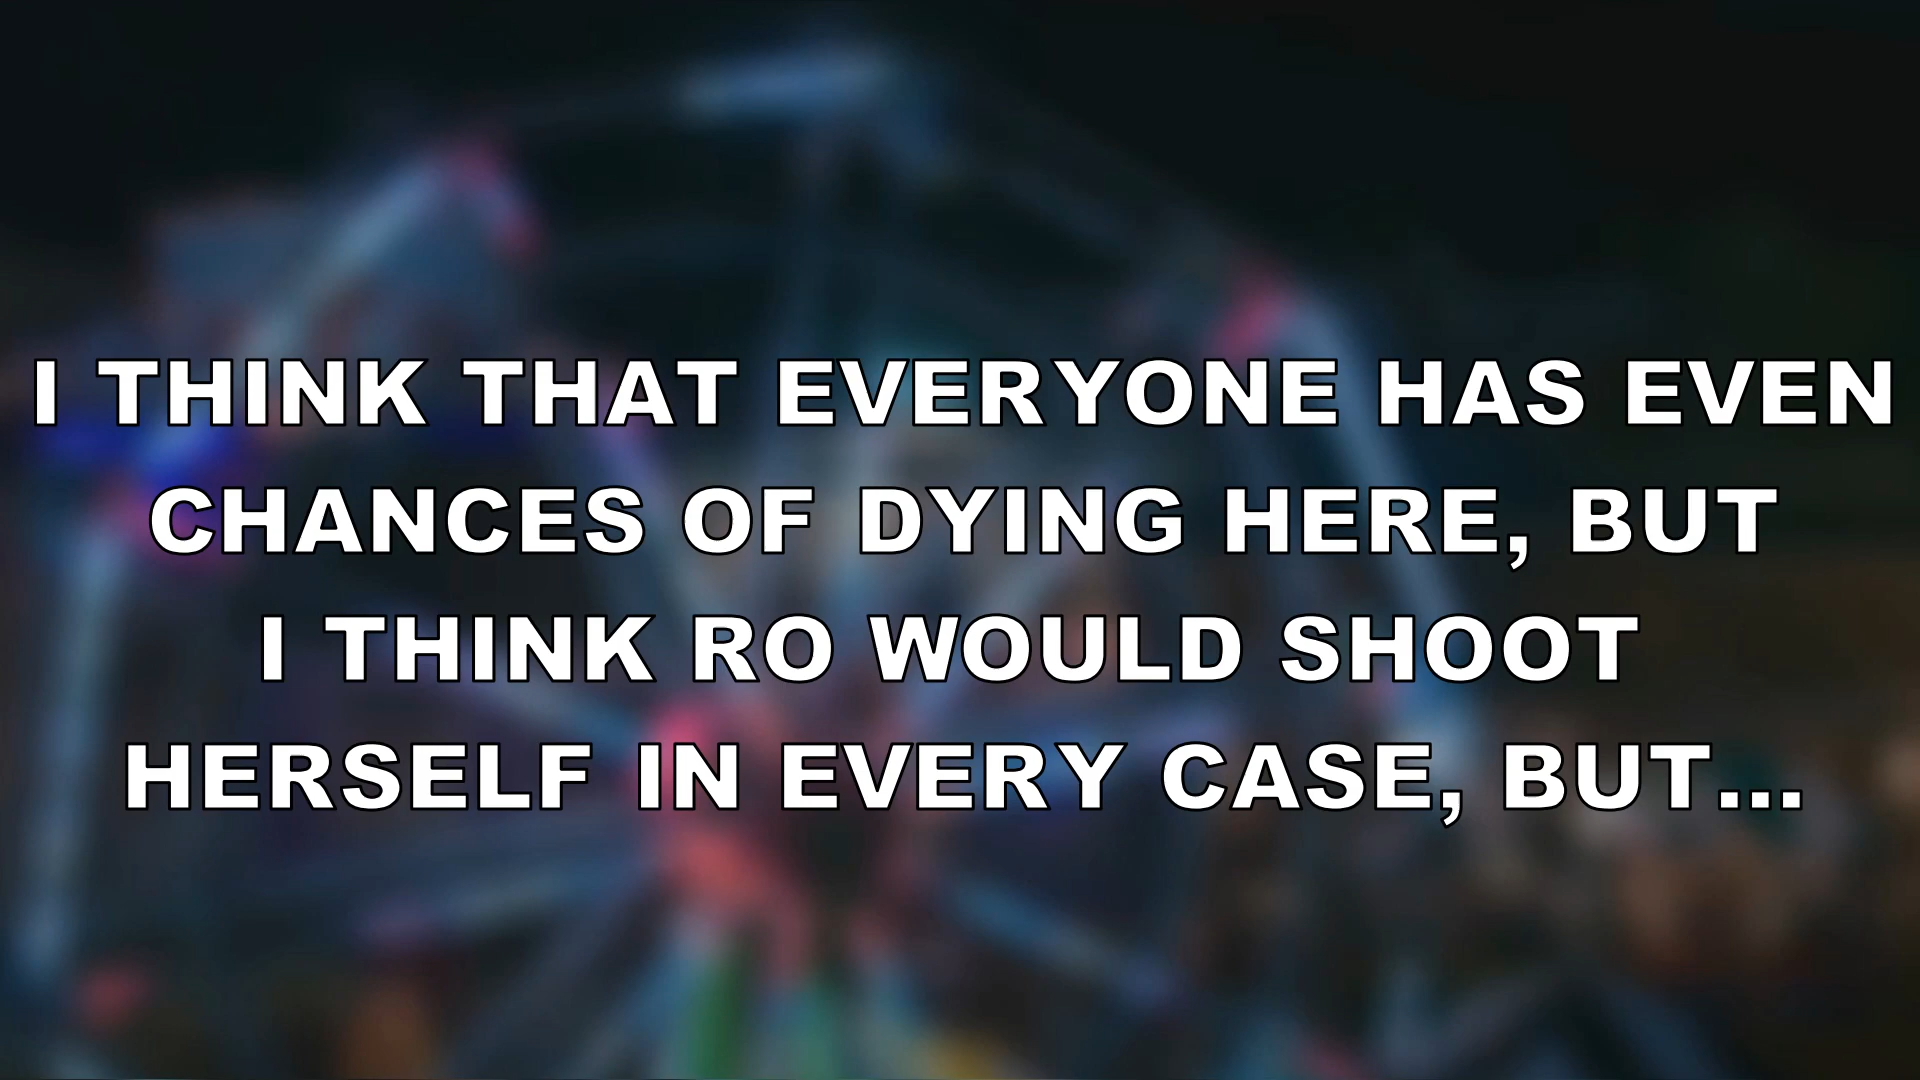 I THINK THAT EVERYONE HAS EVEN
CHANCES OF DYING HERE, BUT
I THINK RO WOULD SHOOT
HERSELF IN EVERY CASE, BUT...